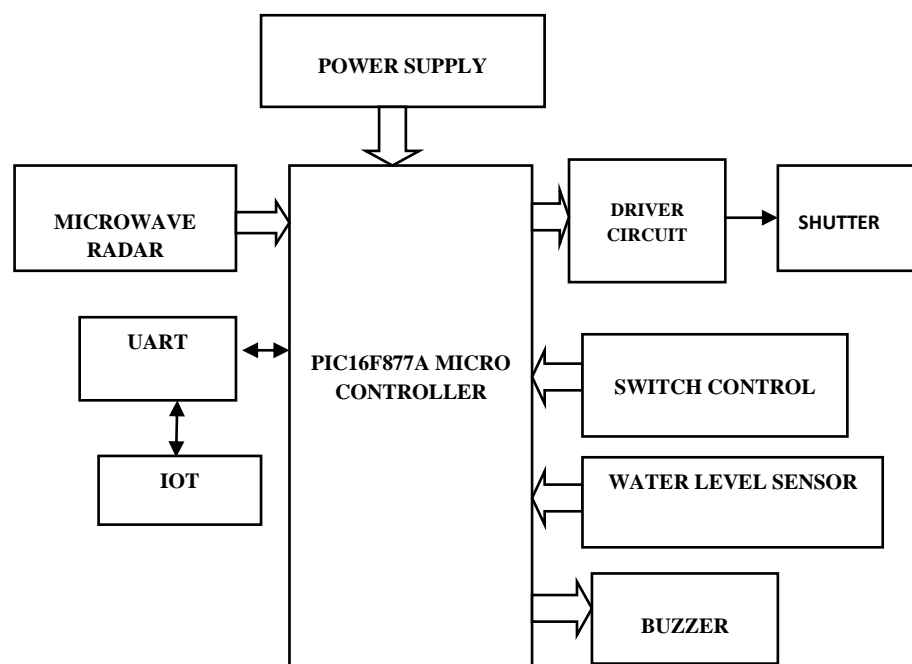 POWER SUPPLY
MICROWAVE
RADAR
DRIVER
CIRCUIT
SHUTTER
UART
PIC16F877A MICRO
CONTROLLER
SWITCH CONTROL
IOT
WATER LEVEL SENSOR
BUZZER